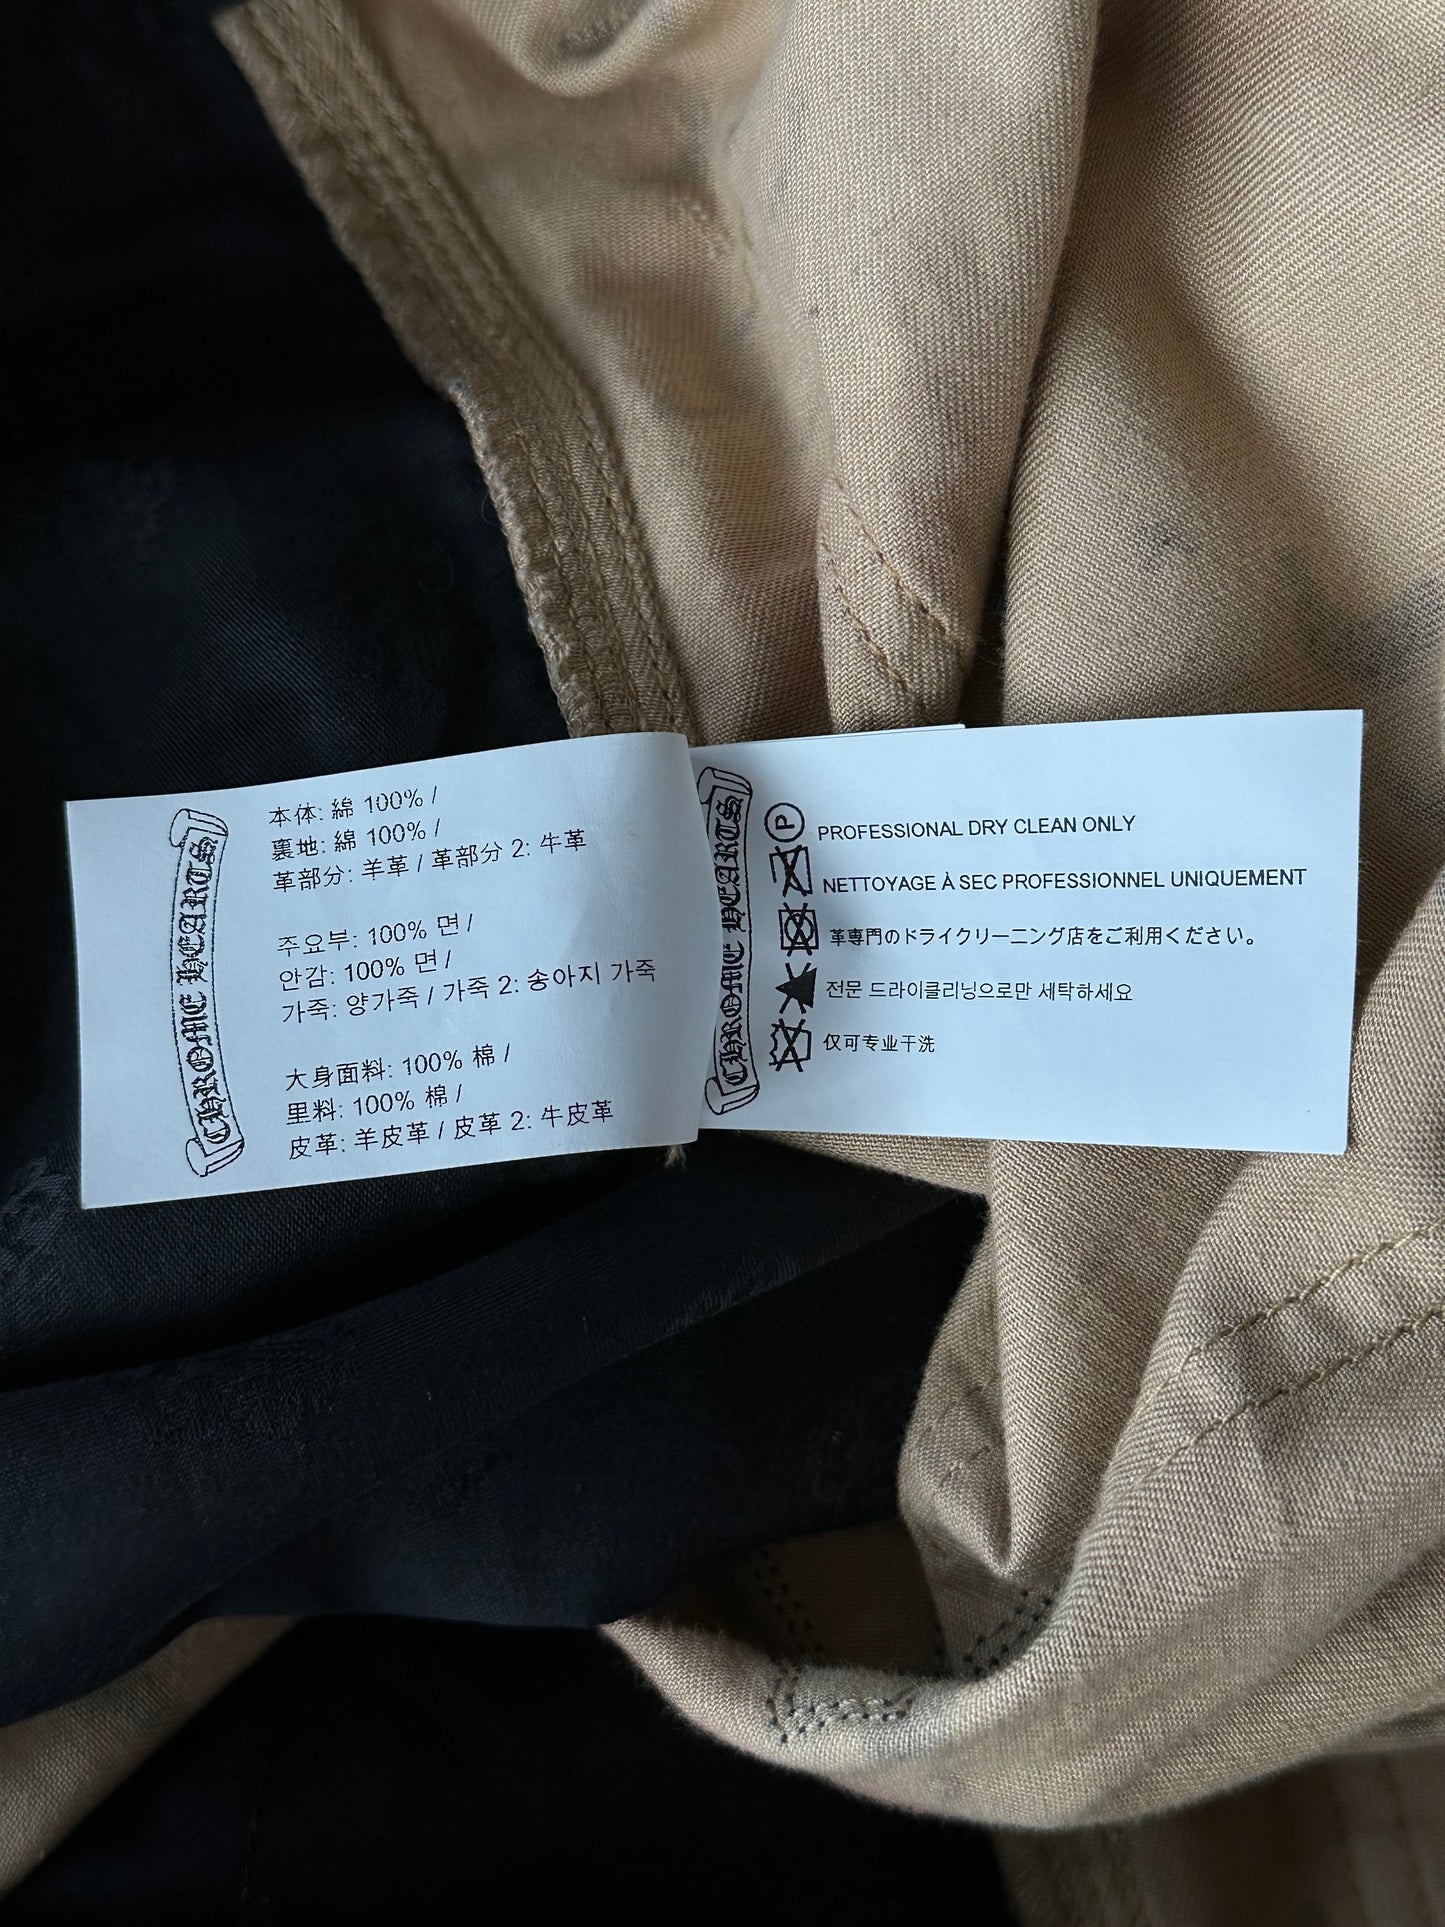 CHROME HEARTS
本体: 綿 100% /
裏地: 綿 100% /
革部分: 羊革 / 革部分 2: 牛革
주요부: 100% 면 /
안감: 100% 면 /
가죽: 양가죽 / 가죽 2: 송아지 가죽
大身面料: 100% 棉 /
里料: 100% 棉 /
皮革: 羊皮革 / 皮革 2: 牛皮革
CHROME HEARTS
P
PROFESSIONAL DRY CLEAN ONLY
NETTOYAGE À SEC PROFESSIONNEL UNIQUEMENT
革専門のドライクリーニング店をご利用ください。
전문 드라이클리닝으로만 세탁하세요
仅可专业干洗